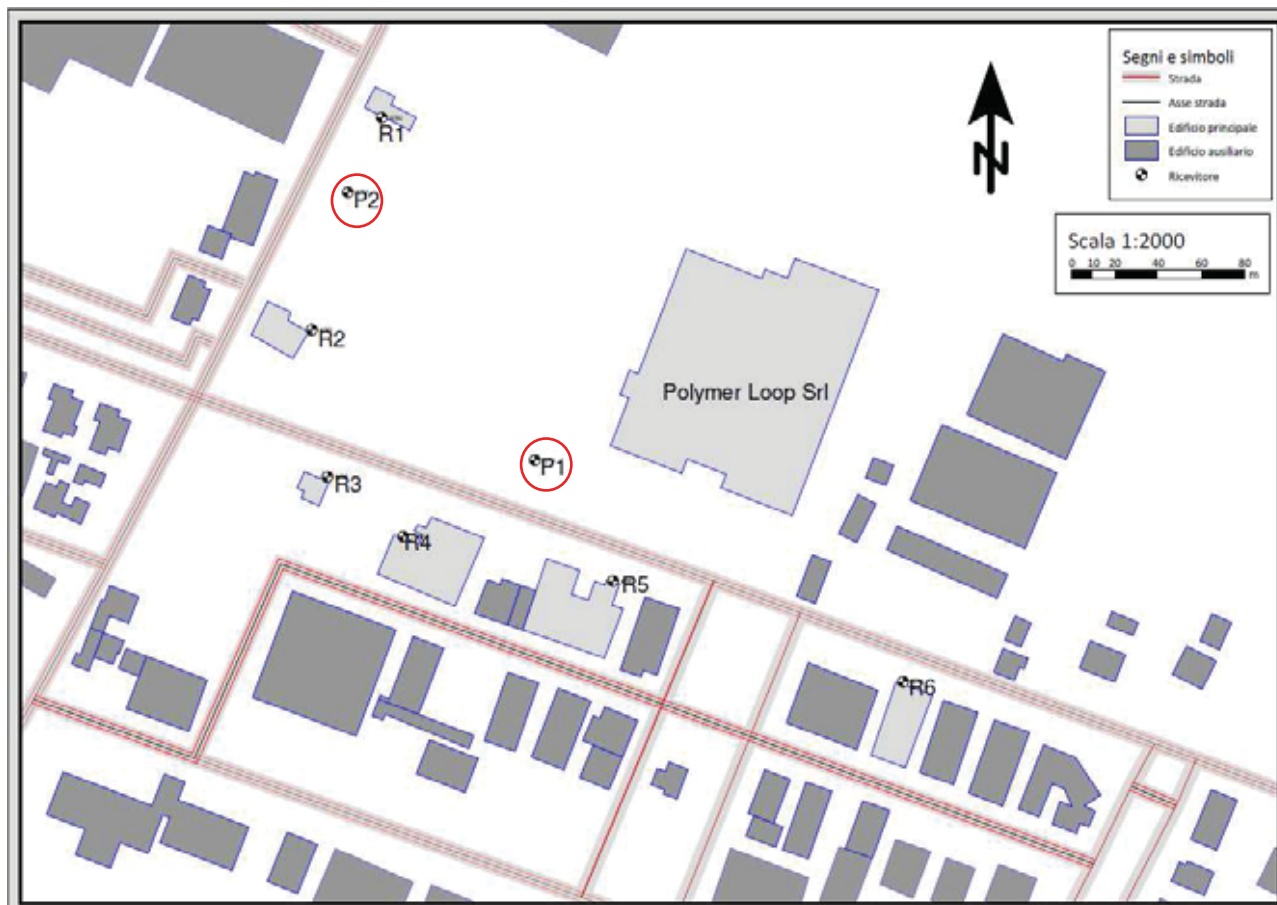 Segni e simboli
Strada
Asse strada
Edificio principale
Edificio ausiliario
Ricevitore
R1
P2
N
Scala 1:2000
0 10 20 40 60 80
m
R2
Polymer Loop Srl
P1
R3
R4
R5
R6